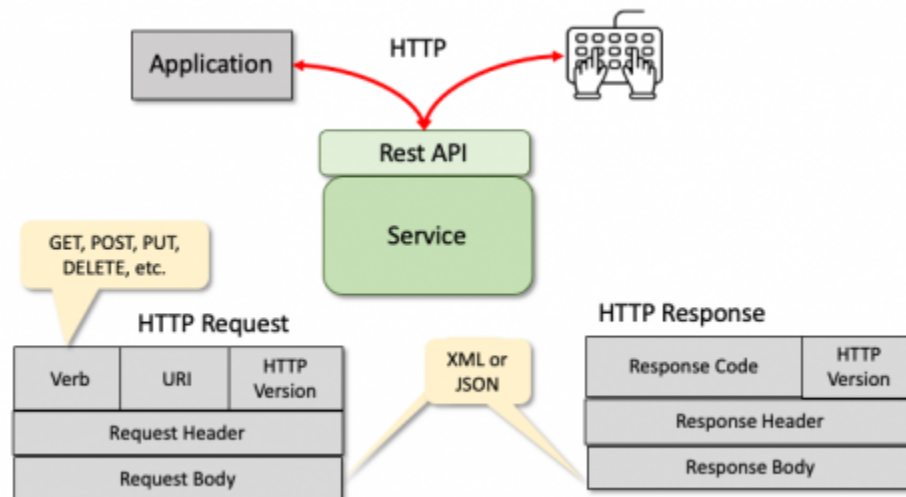 HTTP
Application
Rest API
Service
GET, POST, PUT,
DELETE, etc.
HTTP Request
Verb
URI
HTTP
Version
Request Header
Request Body
XML or
JSON
HTTP Response
Response Code
HTTP
Version
Response Header
Response Body